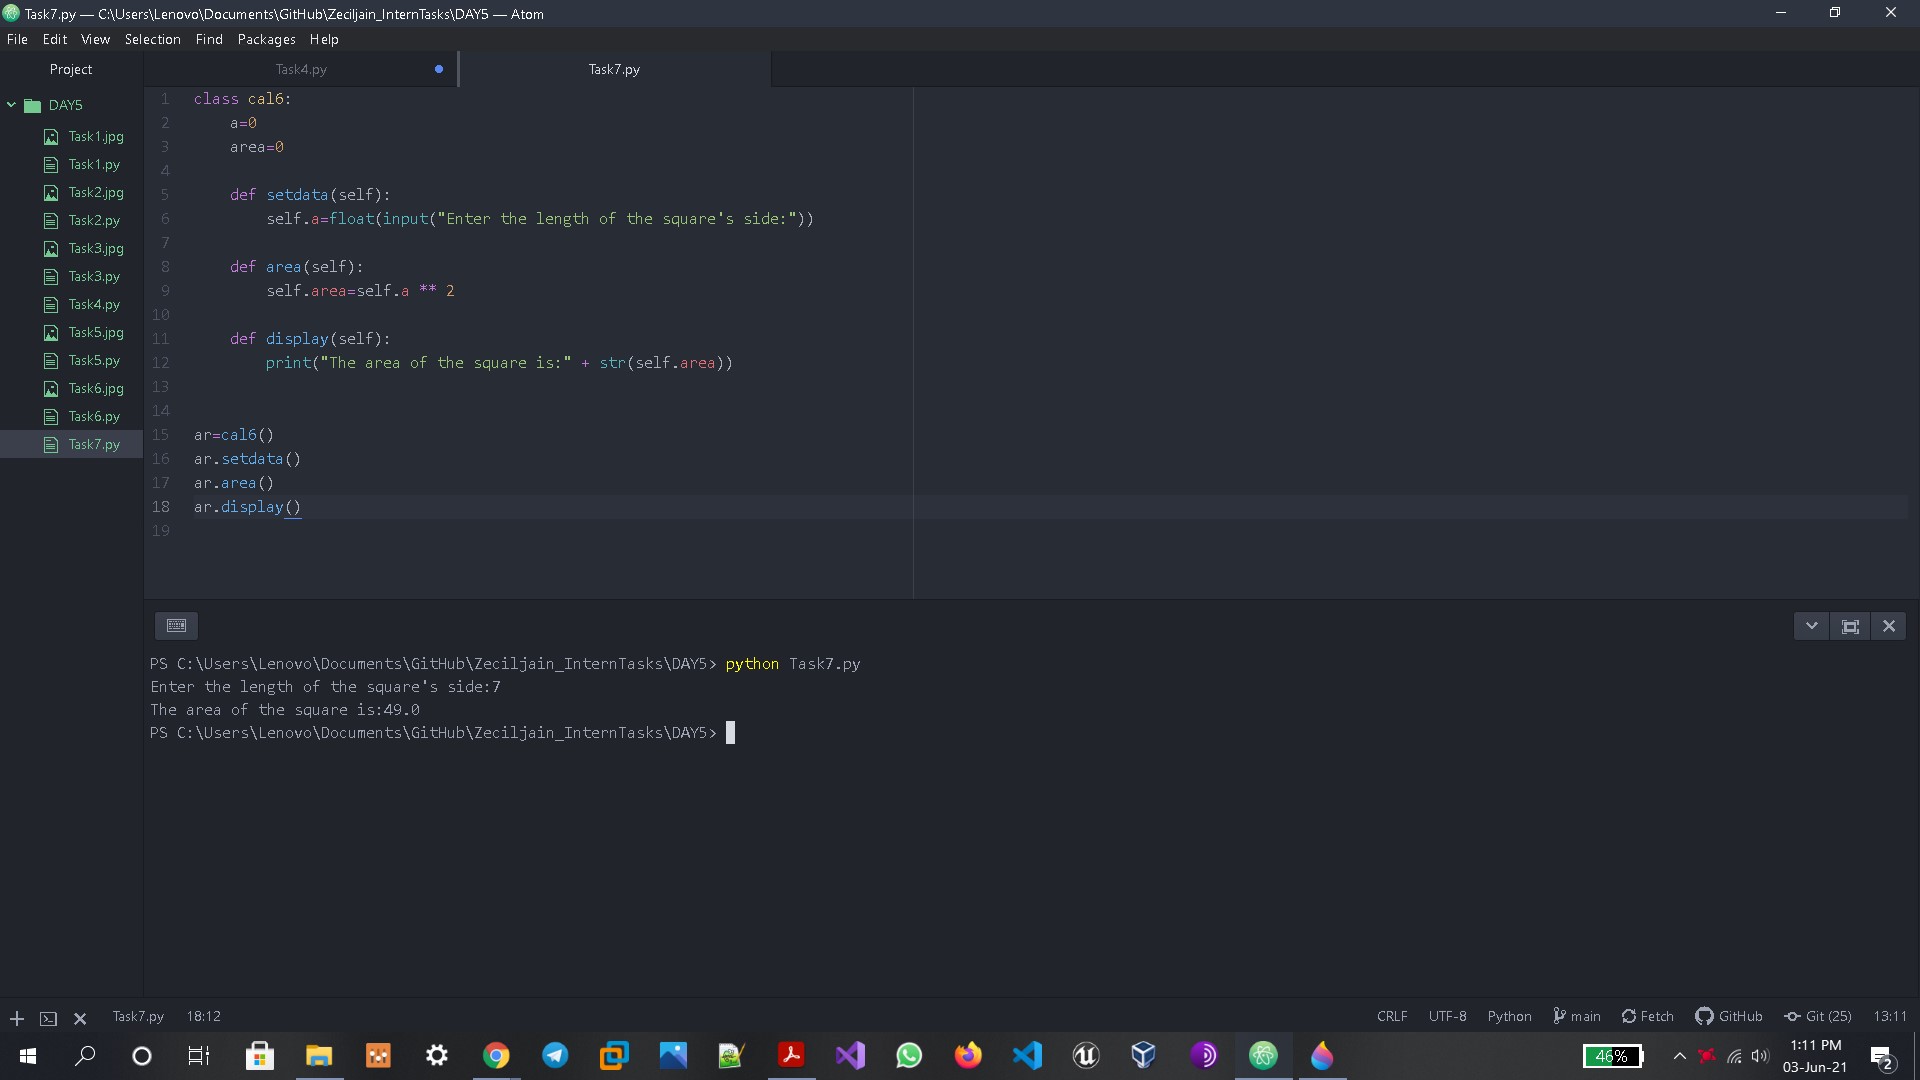 Task7.py — C:\Users\Lenovo\Documents\GitHub\Zeciljain_InternTasks\DAY5 — Atom
File Edit View Selection Find Packages Help
Project
Task4.py
Task7.py
DAY5
Task1.jpg
Task1.py
Task2.jpg
Task2.py
Task3.jpg
Task3.py
Task4.py
Task5.jpg
Task5.py
Task6.jpg
Task6.py
Task7.py
1 class cal6:
2     a=0
3     area=0
4
5     def setdata(self):
6         self.a=float(input("Enter the length of the square's side:"))
7
8     def area(self):
9         self.area=self.a ** 2
10
11     def display(self):
12         print("The area of the square is:" + str(self.area))
13
14
15 ar=cal6()
16 ar.setdata()
17 ar.area()
18 ar.display()
19
PS C:\Users\Lenovo\Documents\GitHub\Zeciljain_InternTasks\DAY5> python Task7.py
Enter the length of the square's side:7
The area of the square is:49.0
PS C:\Users\Lenovo\Documents\GitHub\Zeciljain_InternTasks\DAY5>
Task7.py 18:12 CRLF UTF-8 Python main Fetch GitHub Git (25) 13:11
46%
1:11 PM
03-Jun-21
2